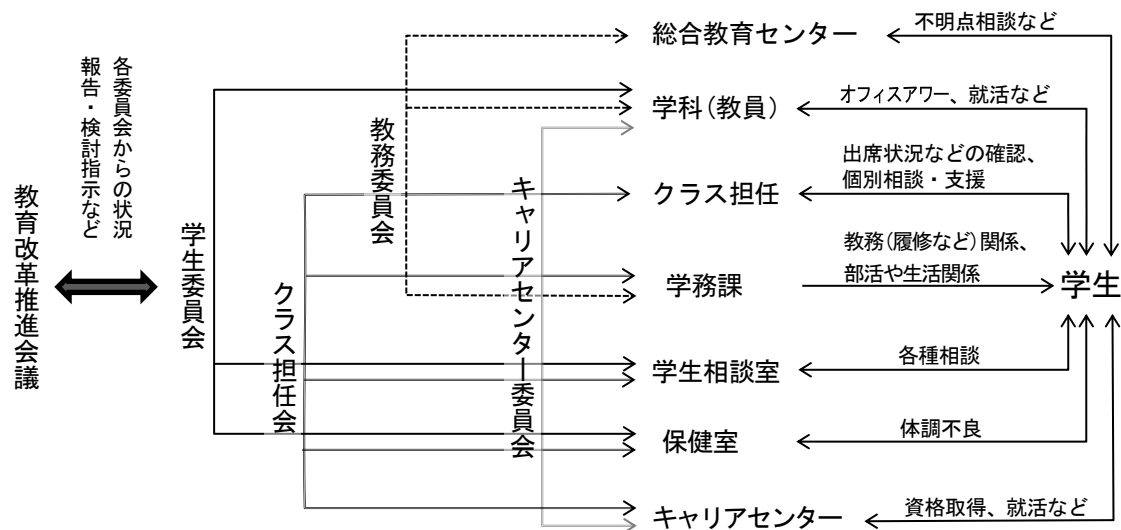 教育改革推進会議
各委員会からの状況
報告・検討指示など
学生委員会
クラス担任会
教務委員会
キャリアセンター委員会
総合教育センター
不明点相談など
学科(教員)
オフィスアワー、就活など
クラス担任
出席状況などの確認、
個別相談・支援
学務課
教務(履修など)関係、
部活や生活関係
学生
学生相談室
各種相談
保健室
体調不良
キャリアセンター
資格取得、就活など